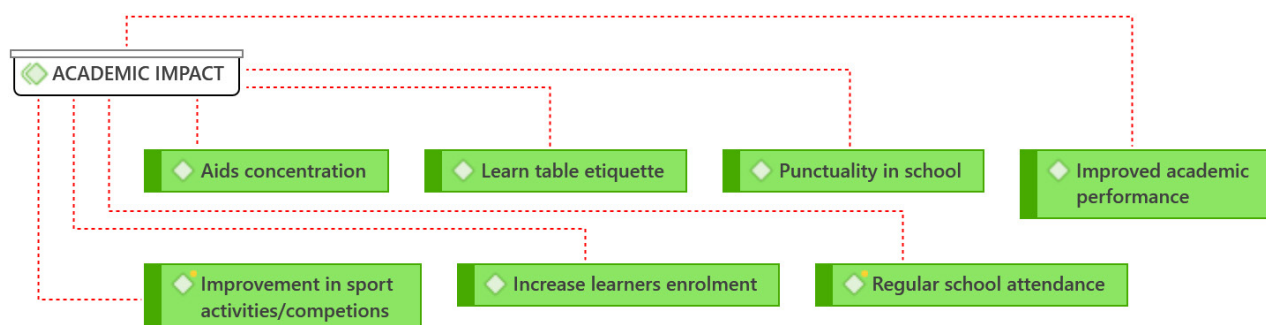 ACADEMIC IMPACT
Aids concentration
Learn table etiquette
Punctuality in school
Improved academic
performance
Improvement in sport
activities/competions
Increase learners enrolment
Regular school attendance